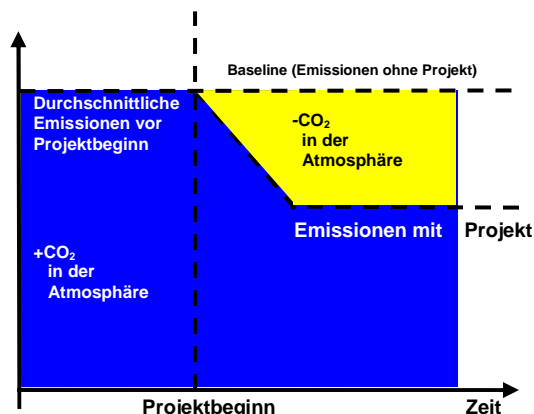 Baseline (Emissionen ohne Projekt)
Durchschnittliche
Emissionen vor
Projektbeginn
-CO₂
in der
Atmosphäre
Emissionen mit Projekt
+CO₂
in der
Atmosphäre
Projektbeginn
Zeit